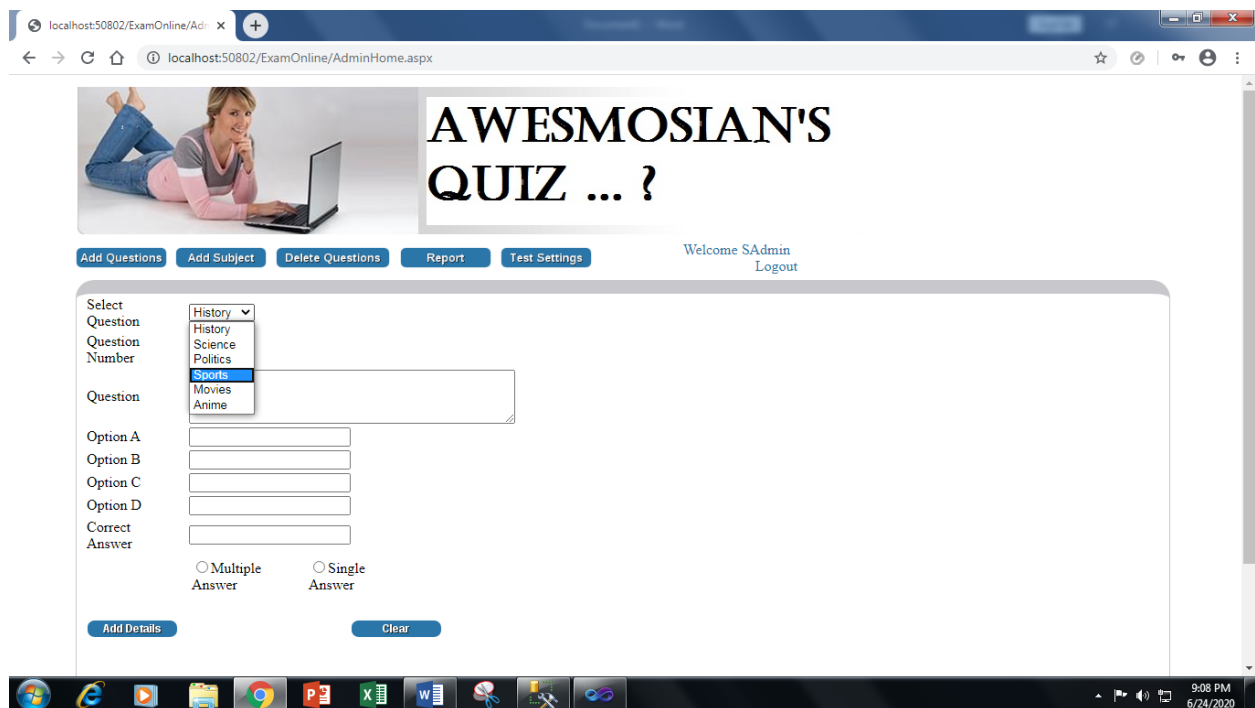 localhost:50802/ExamOnline/Adm
localhost:50802/ExamOnline/AdminHome.aspx
AWESMOSIAN'S
QUIZ ... ?
Add Questions Add Subject Delete Questions Report Test Settings
Welcome SAdmin
Logout
Select
Question
History
History
Science
Politics
Sports
Movies
Anime
Question
Number
Question
Option A
Option B
Option C
Option D
Correct
Answer
Multiple
Answer
Single
Answer
Add Details Clear
9:08 PM
6/24/2020